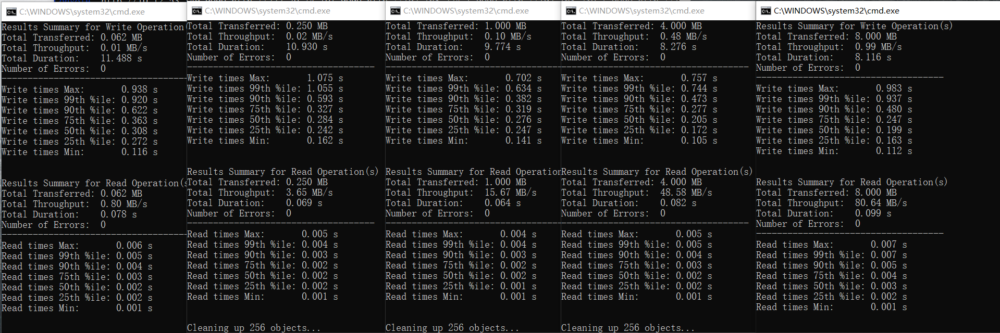 C:\WINDOWS\system32\cmd.exe
Results Summary for Write Operation
Total Transferred: 0.062 MB
Total Throughput: 0.01 MB/s
Total Duration: 11.488 s
Number of Errors: 0
Write times Max: 0.938 s
Write times 99th %ile: 0.920 s
Write times 90th %ile: 0.622 s
Write times 75th %ile: 0.363 s
Write times 50th %ile: 0.308 s
Write times 25th %ile: 0.272 s
Write times Min: 0.116 s
Results Summary for Read Operation(s
Total Transferred: 0.062 MB
Total Throughput: 0.80 MB/s
Total Duration: 0.078 s
Number of Errors: 0
Read times Max: 0.006 s
Read times 99th %ile: 0.005 s
Read times 90th %ile: 0.004 s
Read times 75th %ile: 0.003 s
Read times 50th %ile: 0.002 s
Read times 25th %ile: 0.002 s
Read times Min: 0.001 s
C:\WINDOWS\system32\cmd.exe
Total Transferred: 0.250 MB
Total Throughput: 0.02 MB/s
Total Duration: 10.930 s
Number of Errors: 0
Write times Max: 1.075 s
Write times 99th %ile: 1.055 s
Write times 90th %ile: 0.593 s
Write times 75th %ile: 0.327 s
Write times 50th %ile: 0.284 s
Write times 25th %ile: 0.242 s
Write times Min: 0.162 s
Results Summary for Read Operation(s)
Total Transferred: 0.250 MB
Total Throughput: 3.65 MB/s
Total Duration: 0.069 s
Number of Errors: 0
Read times Max: 0.005 s
Read times 99th %ile: 0.004 s
Read times 90th %ile: 0.003 s
Read times 75th %ile: 0.002 s
Read times 50th %ile: 0.002 s
Read times 25th %ile: 0.002 s
Read times Min: 0.001 s
Cleaning up 256 objects...
C:\WINDOWS\system32\cmd.exe
Total Transferred: 1.000 MB
Total Throughput: 0.10 MB/s
Total Duration: 9.774 s
Number of Errors: 0
Write times Max: 0.702 s
Write times 99th %ile: 0.634 s
Write times 90th %ile: 0.382 s
Write times 75th %ile: 0.319 s
Write times 50th %ile: 0.276 s
Write times 25th %ile: 0.247 s
Write times Min: 0.141 s
Results Summary for Read Operation
Total Transferred: 1.000 MB
Total Throughput: 15.67 MB/s
Total Duration: 0.064 s
Number of Errors: 0
Read times Max: 0.004 s
Read times 99th %ile: 0.004 s
Read times 90th %ile: 0.003 s
Read times 75th %ile: 0.002 s
Read times 50th %ile: 0.002 s
Read times 25th %ile: 0.001 s
Read times Min: 0.001 s
Cleaning up 256 objects...
C:\WINDOWS\system32\cmd.exe
Total Transferred: 4.000 MB
Total Throughput: 0.48 MB/s
Total Duration: 8.276 s
Number of Errors: 0
Write times Max: 0.757 s
Write times 99th %ile: 0.744 s
Write times 90th %ile: 0.473 s
Write times 75th %ile: 0.277 s
Write times 50th %ile: 0.205 s
Write times 25th %ile: 0.172 s
Write times Min: 0.105 s
Results Summary for Read Operation(s)
Total Transferred: 4.000 MB
Total Throughput: 48.58 MB/s
Total Duration: 0.082 s
Number of Errors: 0
Read times Max: 0.005 s
Read times 99th %ile: 0.005 s
Read times 90th %ile: 0.004 s
Read times 75th %ile: 0.003 s
Read times 50th %ile: 0.002 s
Read times 25th %ile: 0.002 s
Read times Min: 0.001 s
Cleaning up 256 objects...
C:\WINDOWS\system32\cmd.exe
Results Summary for Write Operation(s)
Total Transferred: 8.000 MB
Total Throughput: 0.99 MB/s
Total Duration: 8.116 s
Number of Errors: 0
Write times Max: 0.983 s
Write times 99th %ile: 0.937 s
Write times 90th %ile: 0.480 s
Write times 75th %ile: 0.247 s
Write times 50th %ile: 0.199 s
Write times 25th %ile: 0.163 s
Write times Min: 0.112 s
Results Summary for Read Operation(s)
Total Transferred: 8.000 MB
Total Throughput: 80.64 MB/s
Total Duration: 0.099 s
Number of Errors: 0
Read times Max: 0.007 s
Read times 99th %ile: 0.007 s
Read times 90th %ile: 0.005 s
Read times 75th %ile: 0.004 s
Read times 50th %ile: 0.003 s
Read times 25th %ile: 0.002 s
Read times Min: 0.001 s